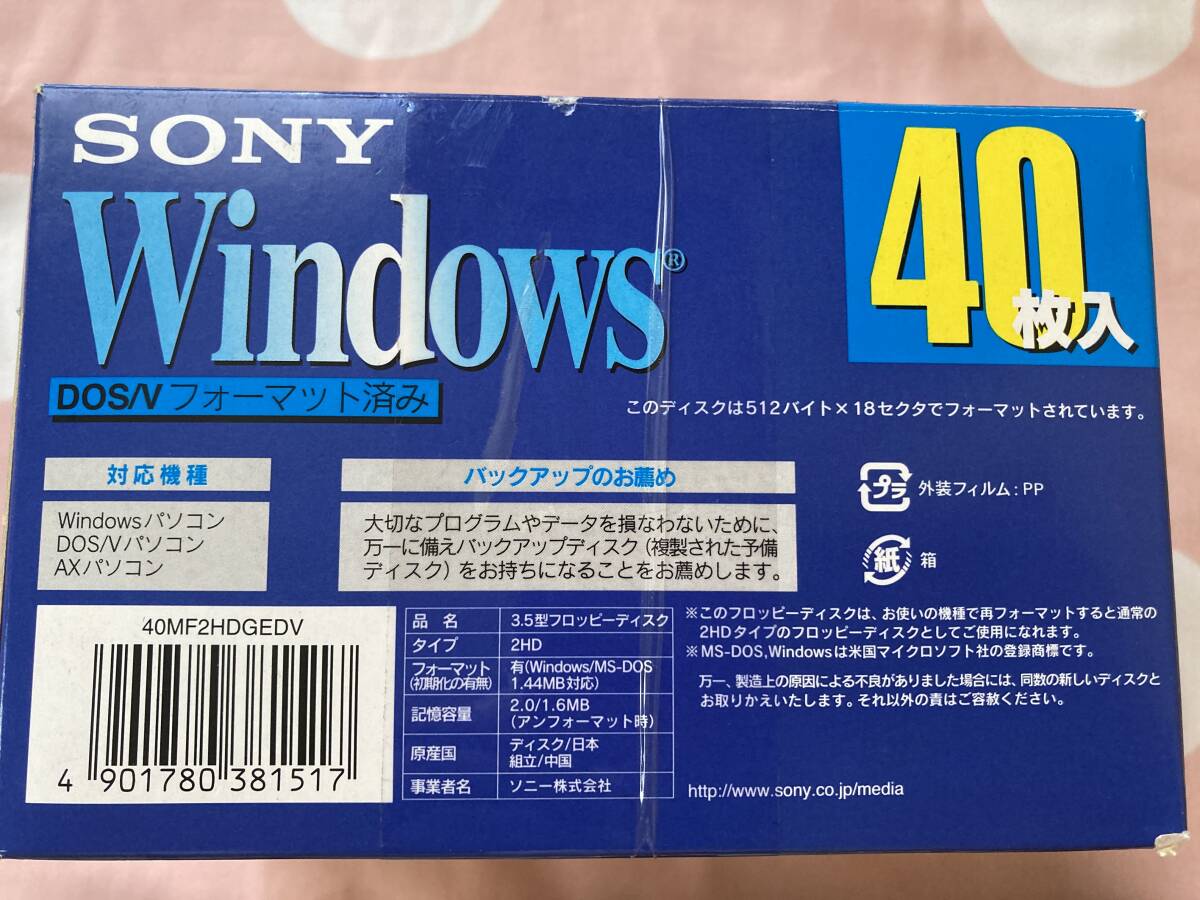 SONY
Windows®
40枚入
DOS/Vフォーマット済み
このディスクは512バイト×18セクタでフォーマットされています。
対応機種
Windowsパソコン
DOS/Vパソコン
AXパソコン
バックアップのお薦め
大切なプログラムやデータを損なわないために、
万一に備えバックアップディスク(複製された予備
ディスク)をお持ちになることをお薦めします。
プラ 外装フィルム:PP
紙 箱
40MF2HDGEDV
4 901780 381517
品 名 3.5型フロッピーディスク
タイプ 2HD
フォーマット 有(Windows/MS-DOS
(初期化の有無) 1.44MB対応)
記憶容量 2.0/1.6MB
(アンフォーマット時)
原産国 ディスク/日本
組立/中国
事業者名 ソニー株式会社
※このフロッピーディスクは、お使いの機種で再フォーマットすると通常の
2HDタイプのフロッピーディスクとしてご使用になれます。
※MS-DOS,Windowsは米国マイクロソフト社の登録商標です。
万一、製造上の原因による不良がありました場合には、同数の新しいディスクと
お取りかえいたします。それ以外の責はご容赦ください。
http://www.sony.co.jp/media